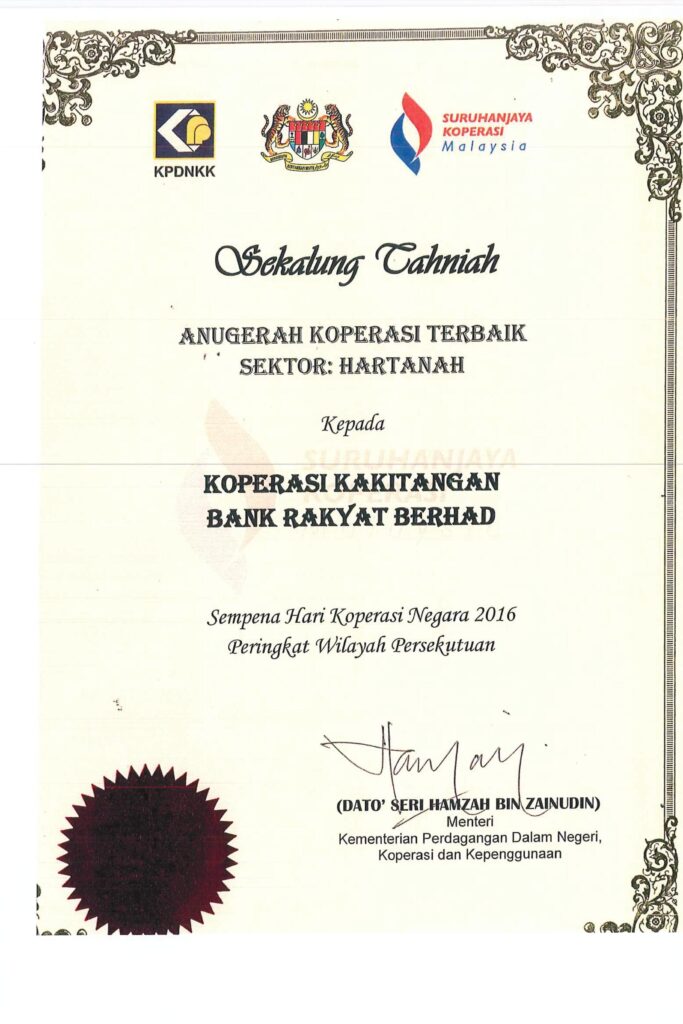 KPDNKK
SURUHANJAYA
KOPERASI
Malaysia
Sekalung Tahniah
ANUGERAH KOPERASI TERBAIK
SEKTOR: HARTANAH
Kepada
SURUHANJAYA
KOPERASI
KOPERASI KAKITANGAN
BANK RAKYAT BERHAD
Sempena Hari Koperasi Negara 2016
Peringkat Wilayah Persekutuan
(DATO' SERI HAMZAH BIN ZAINUDIN)
Menteri
Kementerian Perdagangan Dalam Negeri,
Koperasi dan Kepenggunaan